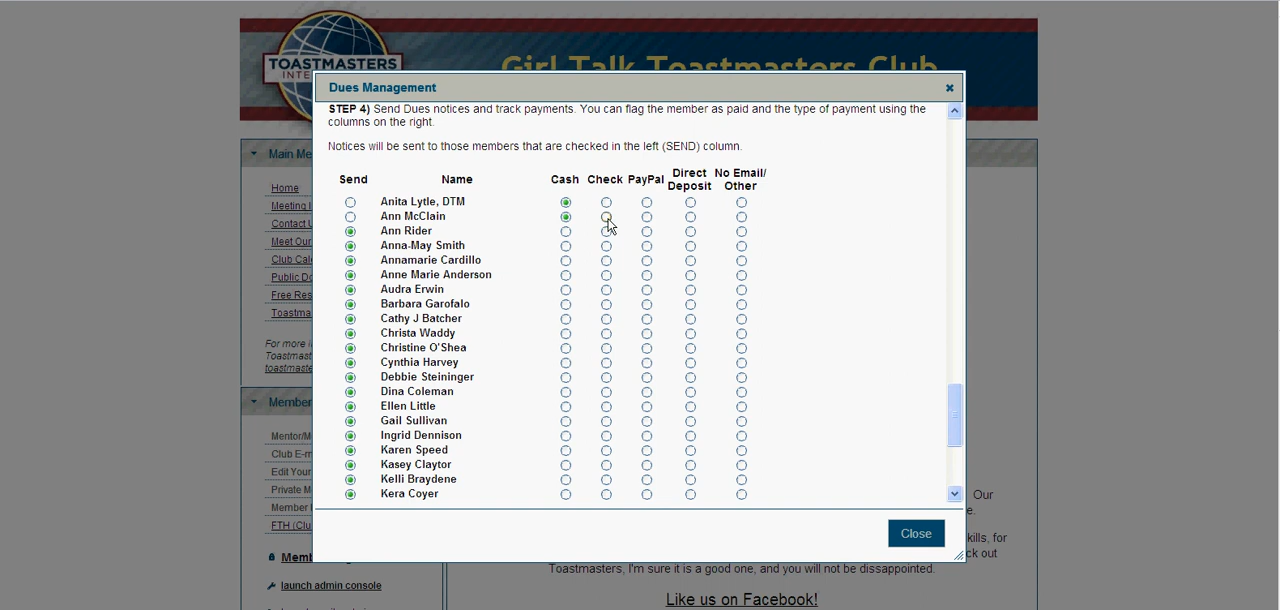 TOASTMASTERS
INTE
Girl Talk Toastmasters Club
Dues Management
STEP 4) Send Dues notices and track payments. You can flag the member as paid and the type of payment using the
columns on the right.
Notices will be sent to those members that are checked in the left (SEND) column.
Send Name Cash Check PayPal Direct Deposit No Email/ Other
Anita Lytle, DTM
Ann McClain
Ann Rider
Anna-May Smith
Annamarie Cardillo
Anne Marie Anderson
Audra Erwin
Barbara Garofalo
Cathy J Batcher
Christa Waddy
Christine O'Shea
Cynthia Harvey
Debbie Steininger
Dina Coleman
Ellen Little
Gail Sullivan
Ingrid Dennison
Karen Speed
Kasey Claytor
Kelli Braydene
Kera Coyer
Close
Main Me
Home
Meeting I
Contact U
Meet Our
Club Cale
Public Do
Free Res
Toastma
For more i
Toastmaste
toastmaste
Member
Mentor/M
Club E-m
Edit Your
Private M
Member
FTH (Clu
Memb
launch admin console
Our
e.
kills, for
ck out
Toastmasters, I'm sure it is a good one, and you will not be dissappointed.
Like us on Facebook!